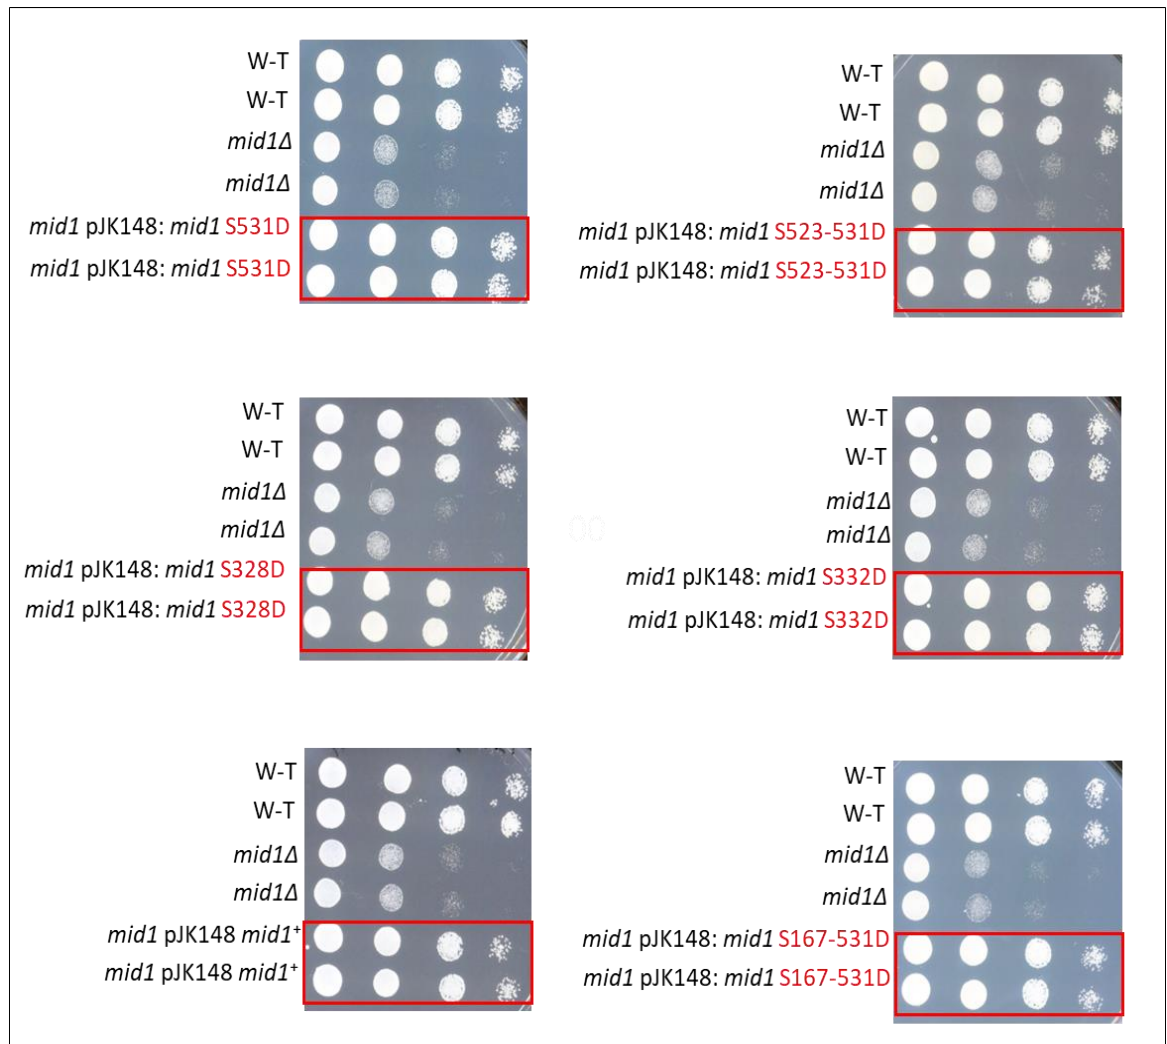 W-T
W-T
mid1Δ
mid1Δ
mid1 pJK148: mid1 S531D
mid1 pJK148: mid1 S531D
W-T
W-T
mid1Δ
mid1Δ
mid1 pJK148: mid1 S523-531D
mid1 pJK148: mid1 S523-531D
W-T
W-T
mid1Δ
mid1Δ
mid1 pJK148: mid1 S328D
mid1 pJK148: mid1 S328D
W-T
W-T
mid1Δ
mid1Δ
mid1 pJK148: mid1 S332D
mid1 pJK148: mid1 S332D
W-T
W-T
mid1Δ
mid1Δ
mid1 pJK148 mid1⁺
mid1 pJK148 mid1⁺
W-T
W-T
mid1Δ
mid1Δ
mid1 pJK148: mid1 S167-531D
mid1 pJK148: mid1 S167-531D